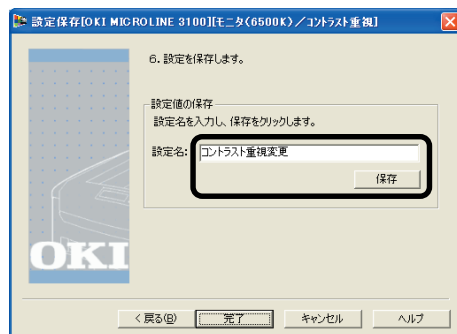 設定保存[OKI MICROLINE 3100][モニタ(6500K)/コントラスト重視]
6. 設定を保存します。
設定値の保存
設定名を入力し、保存をクリックします。
設定名: コントラスト重視変更
保存
OKI
< 戻る(B) 完了 キャンセル ヘルプ